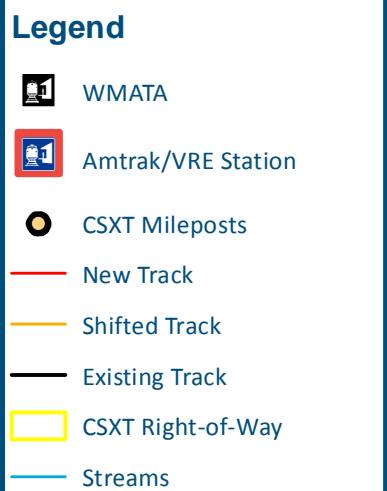 Legend
WMATA
Amtrak/VRE Station
CSXT Mileposts
New Track
Shifted Track
Existing Track
CSXT Right-of-Way
Streams